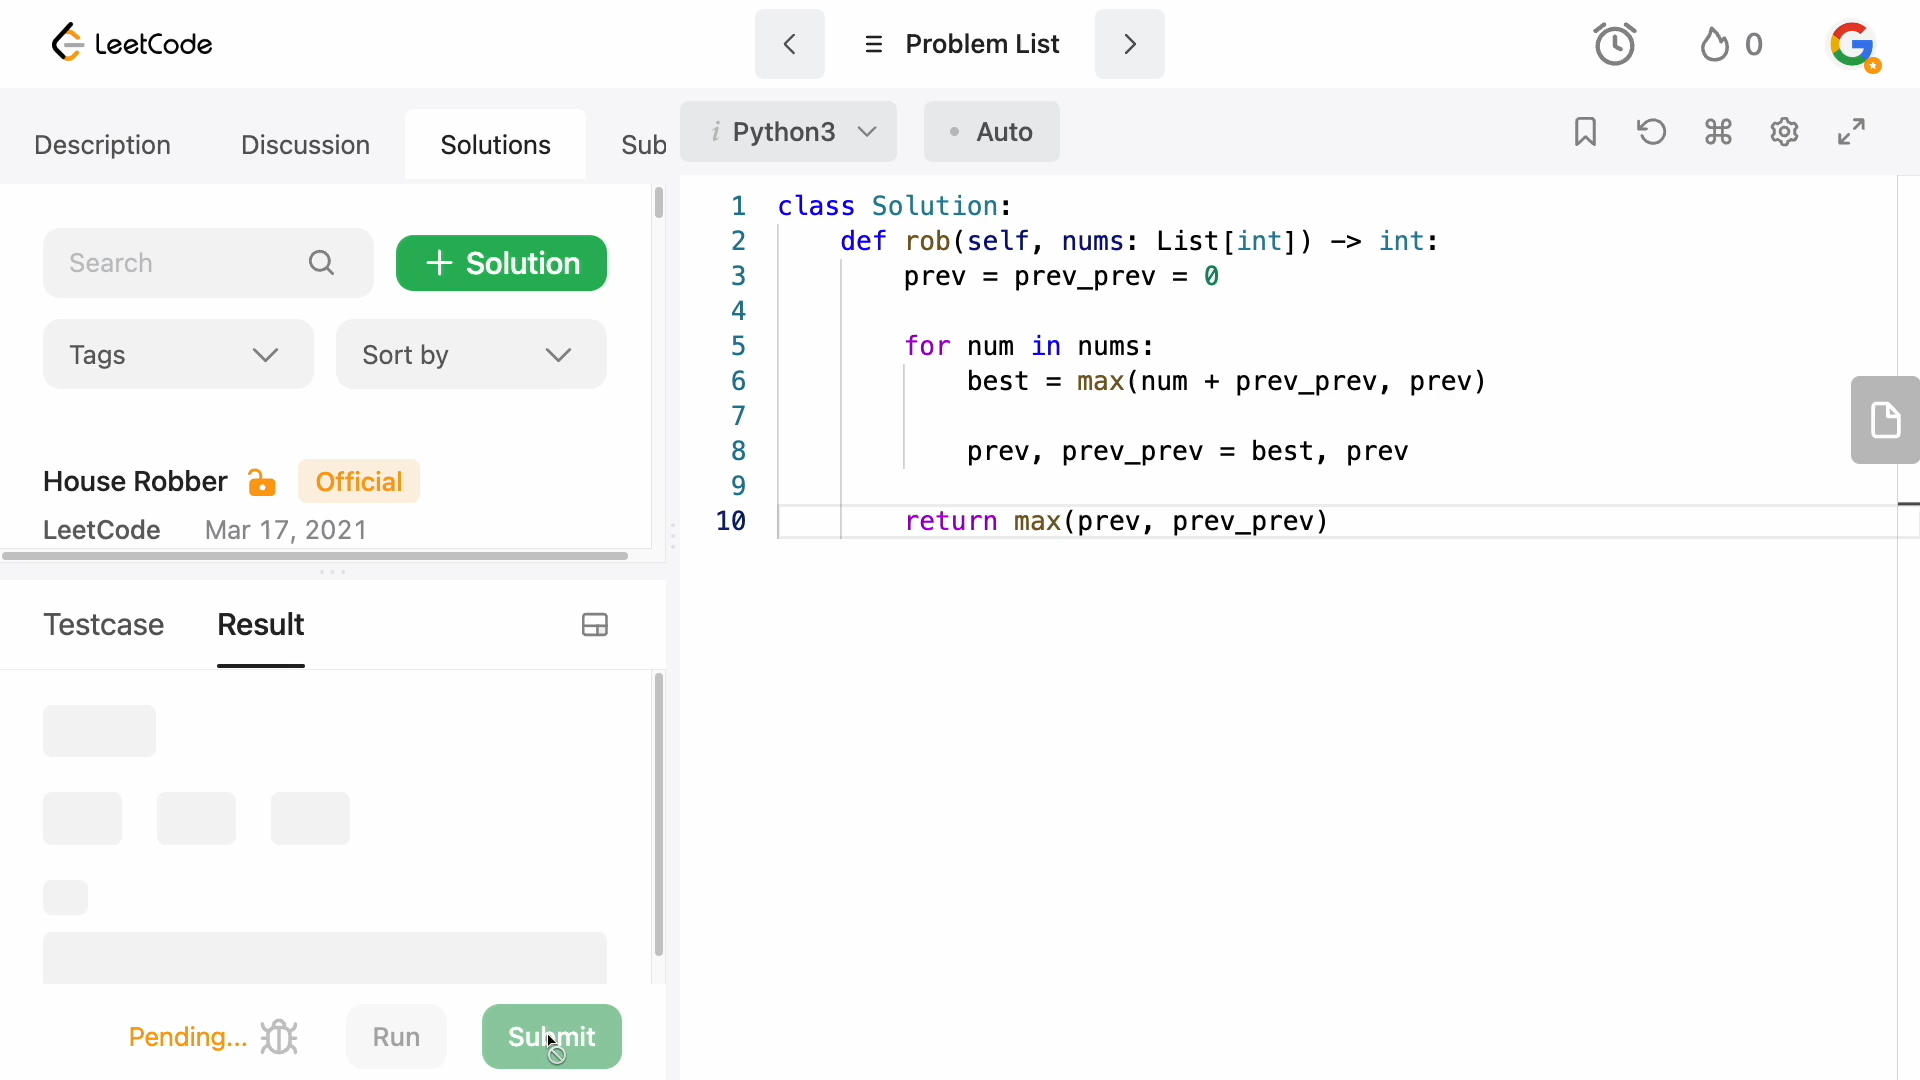 LeetCode
Problem List
0
Description Discussion Solutions Sub
Python3 Auto
Search + Solution
Tags Sort by
House Robber Official
LeetCode Mar 17, 2021
Testcase Result
Pending... Run Submit
1 class Solution:
2 def rob(self, nums: List[int]) -> int:
3 prev = prev_prev = 0
4
5 for num in nums:
6 best = max(num + prev_prev, prev)
7
8 prev, prev_prev = best, prev
9
10 return max(prev, prev_prev)